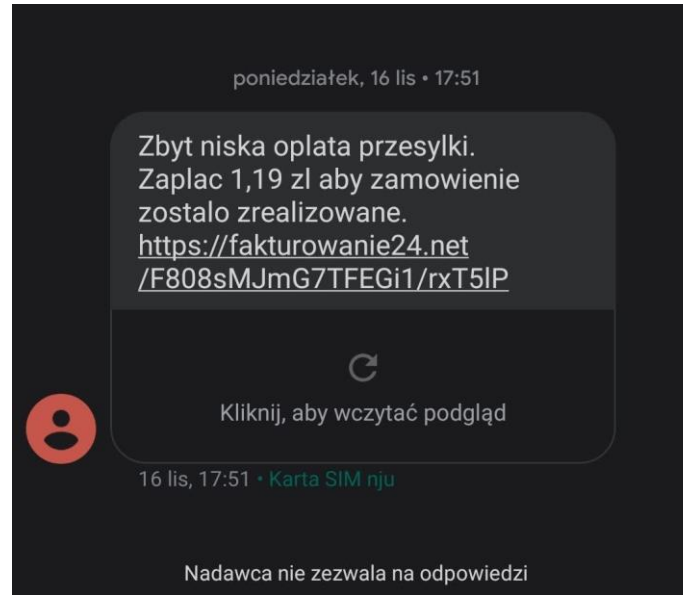 poniedziałek, 16 lis • 17:51
Zbyt niska oplata przesylki.
Zaplac 1,19 zl aby zamowienie
zostalo zrealizowane.
https://fakturowanie24.net
/F808sMJmG7TFEGi1/rxT5lP
Kliknij, aby wczytać podgląd
16 lis, 17:51 • Karta SIM nju
Nadawca nie zezwala na odpowiedzi